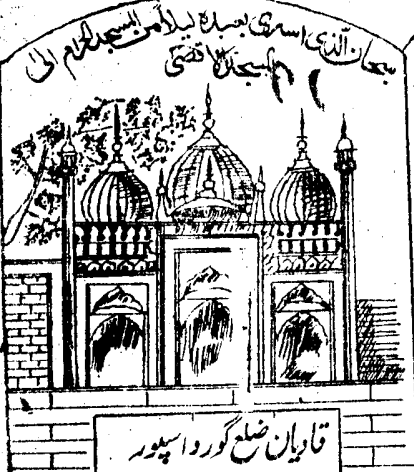 سبحان الذی اسری بعبدہ لیلا من المسجد الحرام الی
المسجد الاقصی
قادیان ضلع گورداسپور